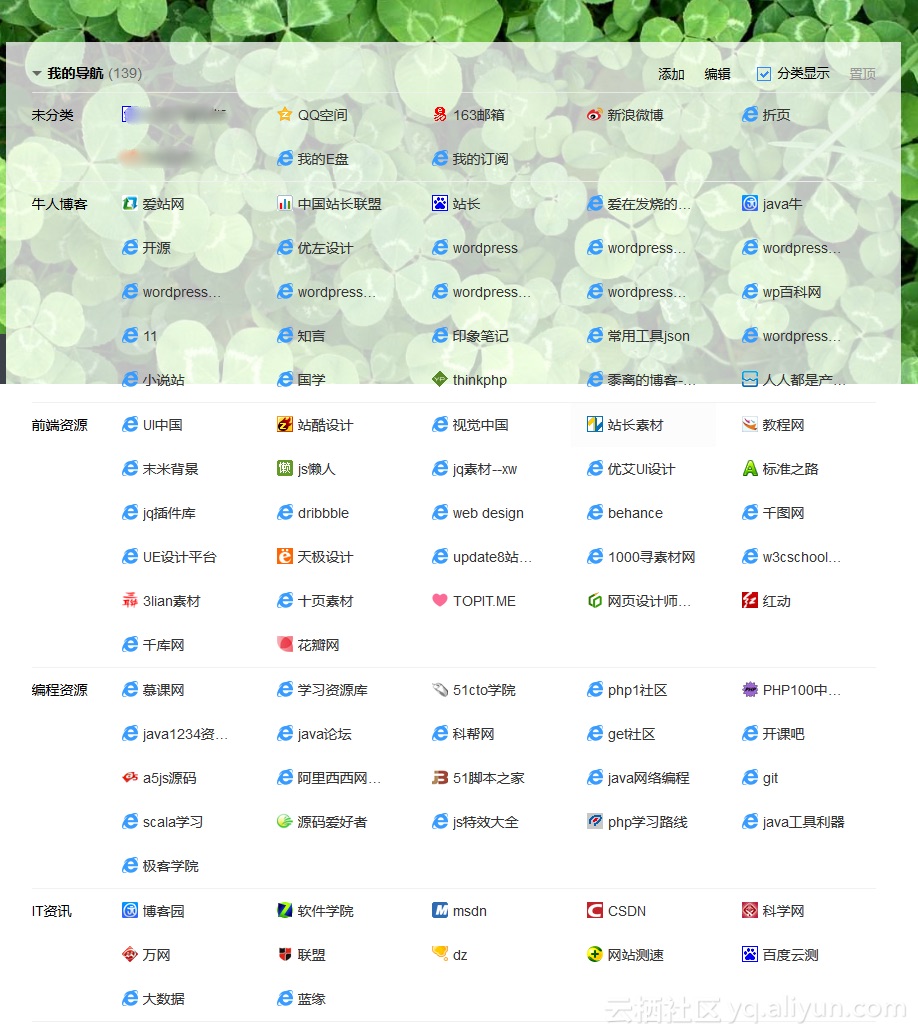 我的导航 (139) 添加 编辑 分类显示 置顶
未分类 QQ空间 163邮箱 新浪微博 折页
我的E盘 我的订阅
牛人博客 爱站网 中国站长联盟 站长 爱在发烧的... java牛
开源 优左设计 wordpress wordpress... wordpress...
wordpress... wordpress... wordpress... wordpress... wp百科网
11 知言 印象笔记 常用工具json wordpress...
小说站 国学 thinkphp 黍离的博客-... 人人都是产...
前端资源 UI中国 站酷设计 视觉中国 站长素材 教程网
末米背景 js懒人 jq素材--xw 优艾UI设计 标准之路
jq插件库 dribbble web design behance 千图网
UE设计平台 天极设计 update8站... 1000寻素材网 w3cschool...
3lian素材 十页素材 TOPIT.ME 网页设计师... 红动
千库网 花瓣网
编程资源 慕课网 学习资源库 51cto学院 php1社区 PHP100中...
java1234资... java论坛 科帮网 get社区 开课吧
a5js源码 阿里西西网... 51脚本之家 java网络编程 git
scala学习 源码爱好者 js特效大全 php学习路线 java工具利器
极客学院
IT资讯 博客园 软件学院 msdn CSDN 科学网
万网 联盟 dz 网站测速 百度云测
大数据 蓝缘
云栖社区 yq.aliyun.com